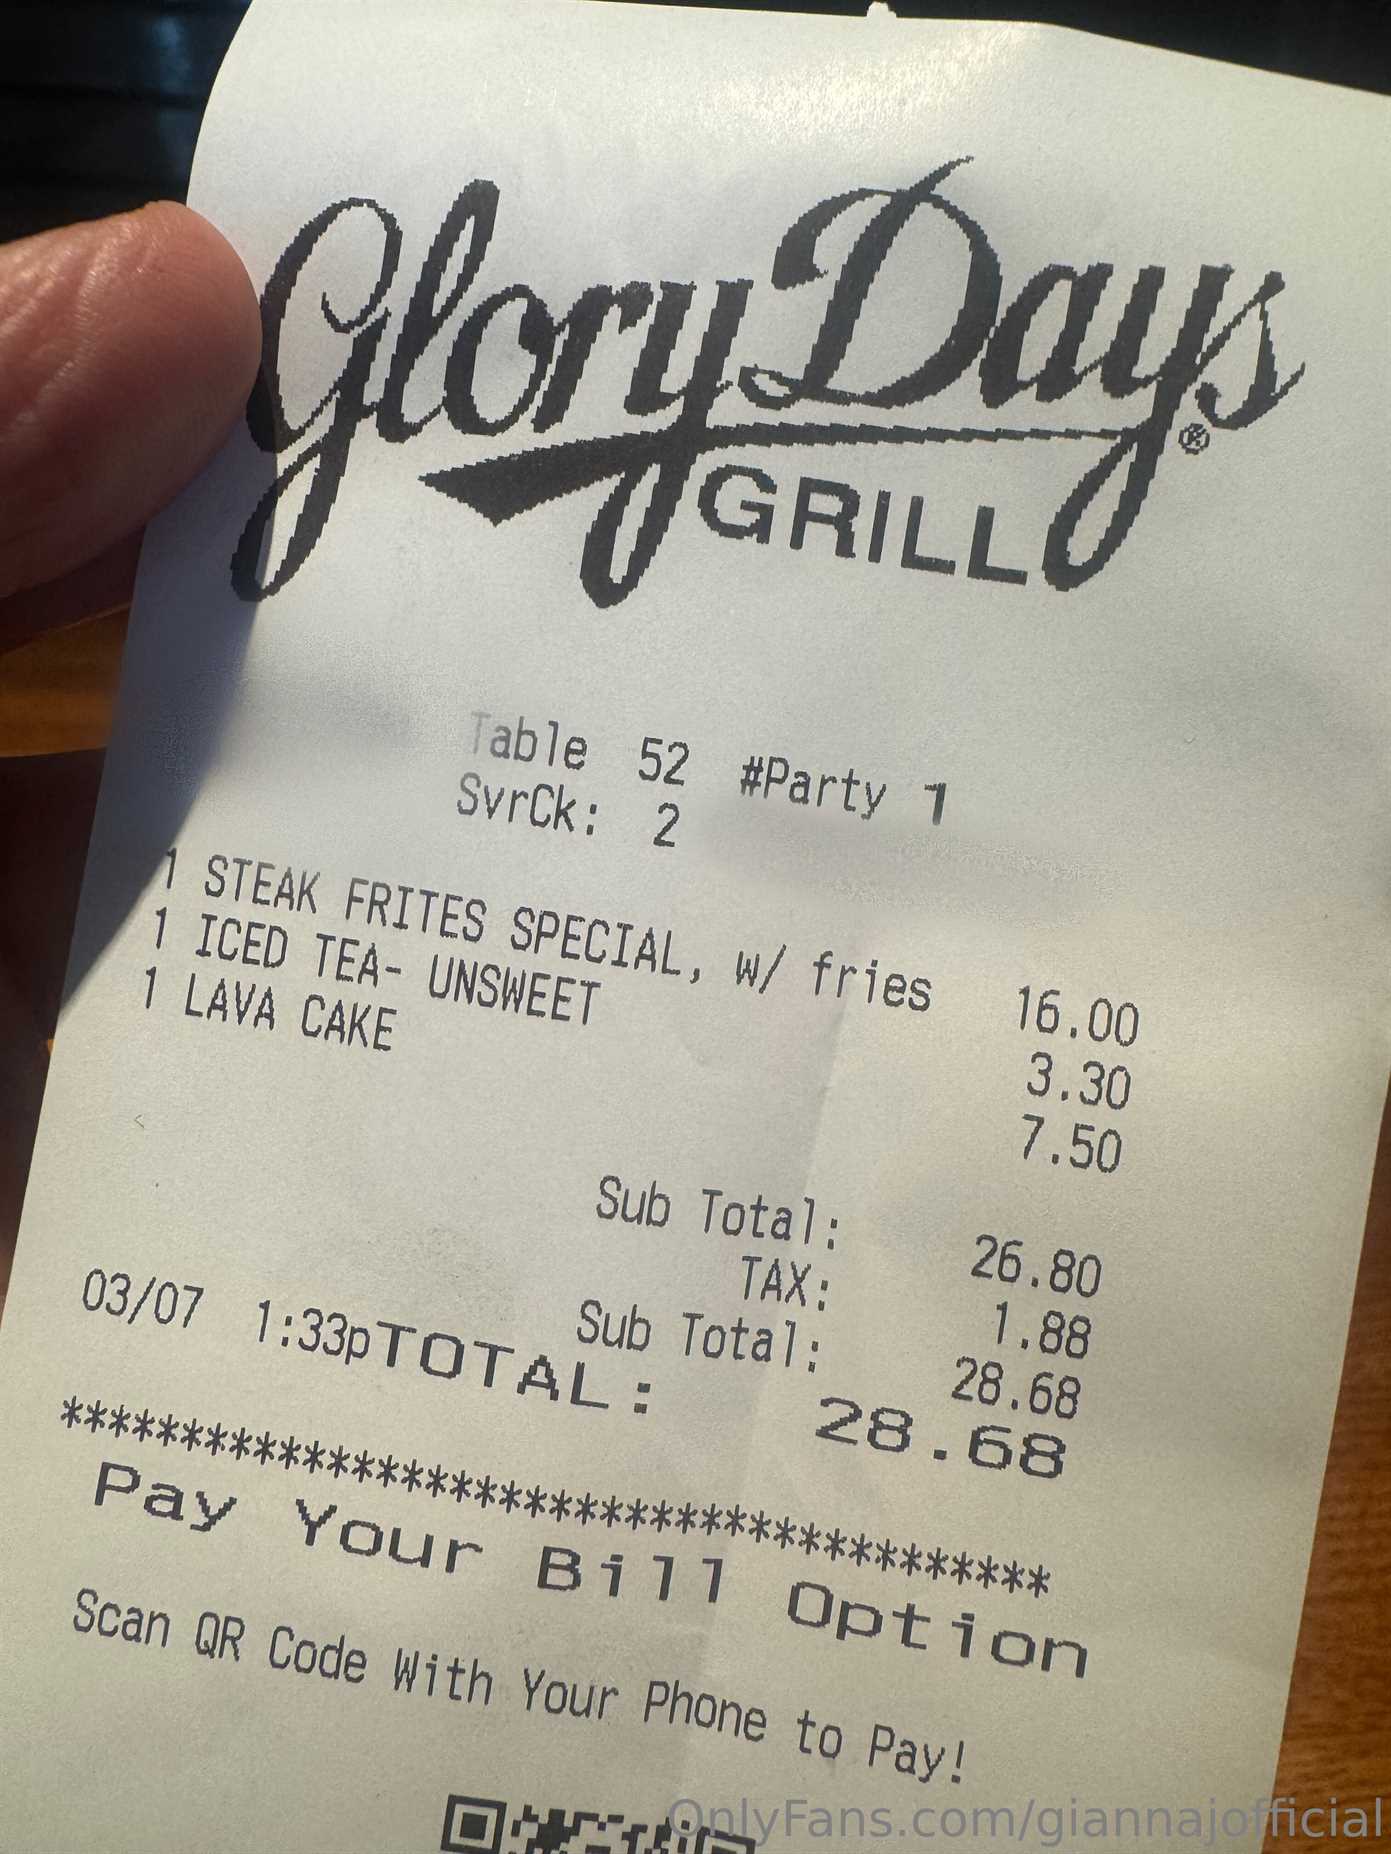 Glory Days
GRILL
Table 52 #Party 1
SvrCk: 2
1 STEAK FRITES SPECIAL, w/ fries 16.00
1 ICED TEA- UNSWEET 3.30
1 LAVA CAKE 7.50
Sub Total: 26.80
TAX: 1.88
Sub Total: 28.68
03/07 1:33pTOTAL: 28.68
*****************************************
Pay Your Bill Option
Scan QR Code With Your Phone to Pay!
OnlyFans.com/giannajofficial